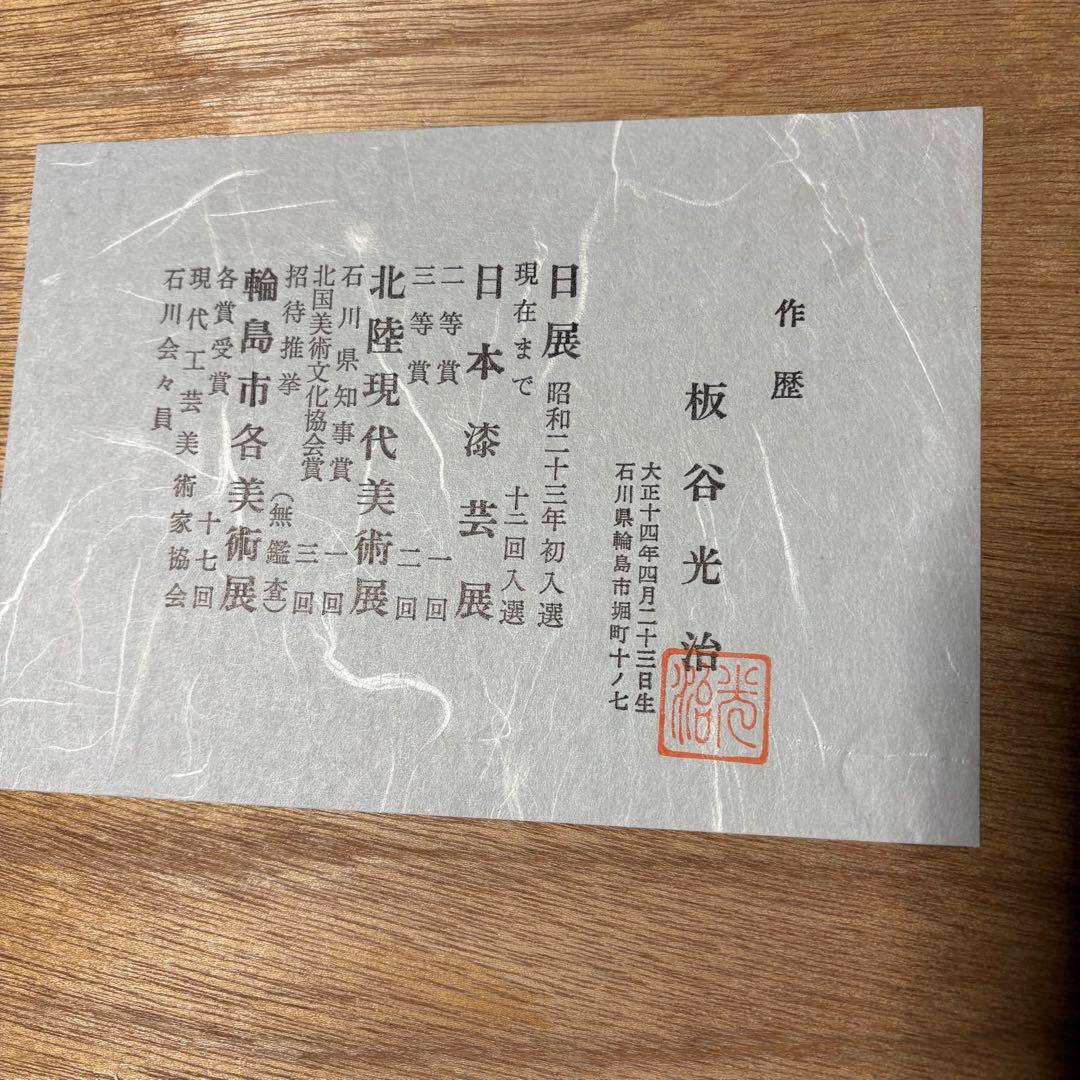 作歴
板谷光治
大正十四年四月二十三日生
石川県輪島市堀町十ノ七
光治
日展 昭和二十三年初入選
現在まで 十二回入選
日本漆芸展
二等賞 一回
三等賞 二回
北陸現代美術展
石川県知事賞 一回
北国美術文化協会賞 三回
招待推挙 (無鑑査)
輪島市各美術展
各賞受賞 十七回
現代工芸美術家協会
石川会々員